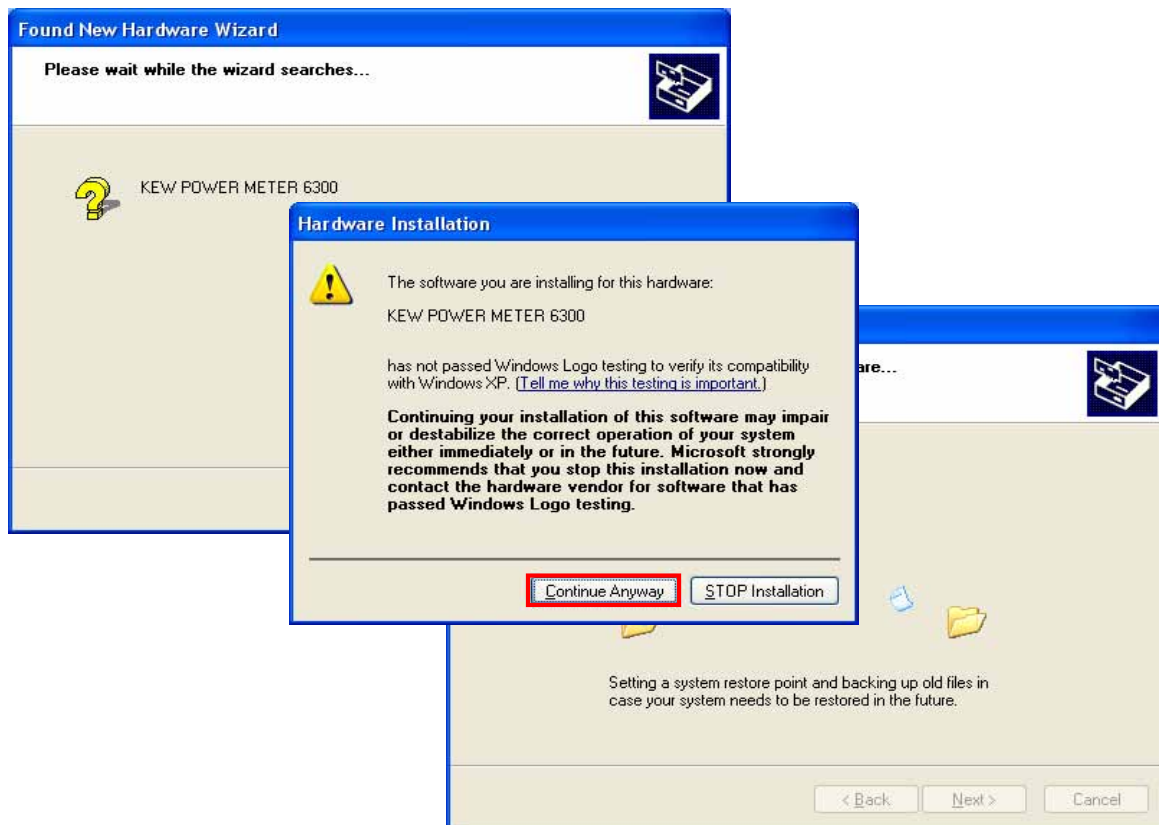 Found New Hardware Wizard
Please wait while the wizard searches...
KEW POWER METER 6300
Hardware Installation
The software you are installing for this hardware:
KEW POWER METER 6300
has not passed Windows Logo testing to verify its compatibility
with Windows XP. (Tell me why this testing is important.)
Continuing your installation of this software may impair
or destabilize the correct operation of your system
either immediately or in the future. Microsoft strongly
recommends that you stop this installation now and
contact the hardware vendor for software that has
passed Windows Logo testing.
Continue Anyway
STOP Installation
are...
Setting a system restore point and backing up old files in
case your system needs to be restored in the future.
< Back
Next >
Cancel